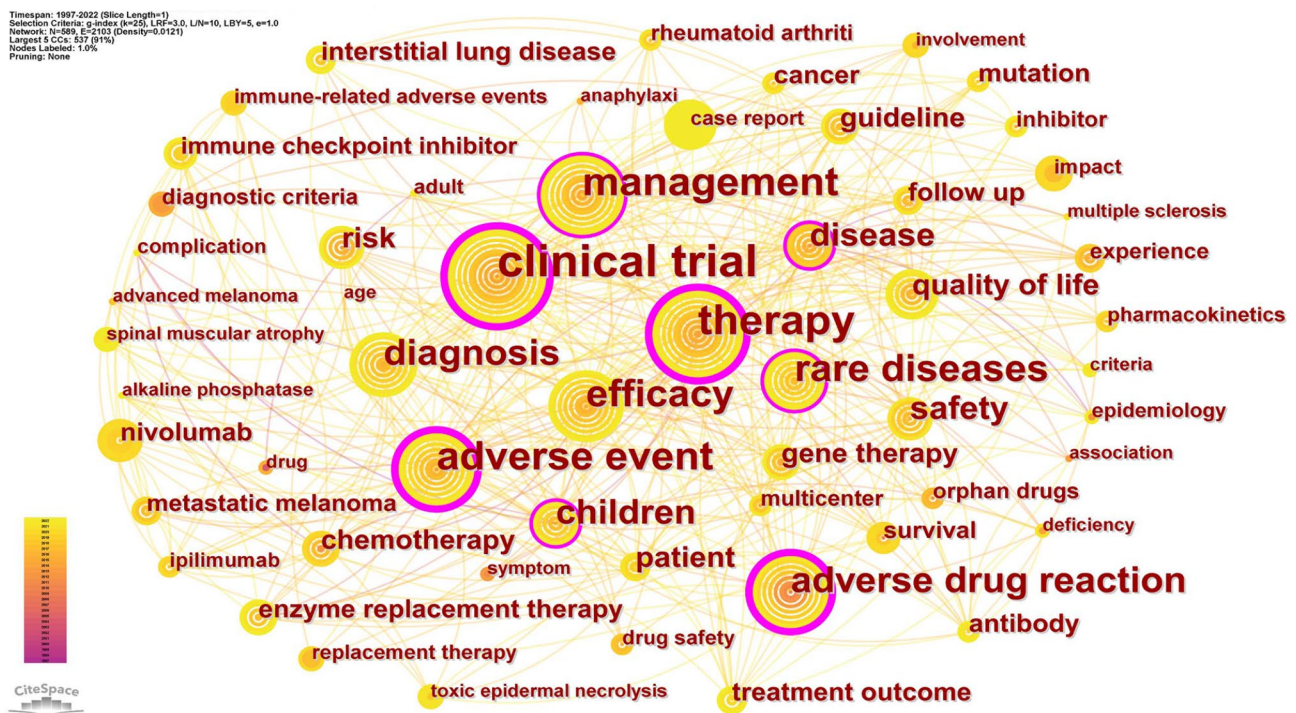 Timespan: 1997-2022 (Slice Length=1)
Selection Criteria: g-index (k=25), LRF=3.0, L/N=10, LBY=5, e=1.0
Network: N=589, E=2103 (Density=0.0121)
Largest 5 CCs: 537 (91%)
Nodes Labeled: 1.0%
Pruning: None
rheumatoid arthriti
involvement
interstitial lung disease
cancer
mutation
immune-related adverse events
anaphylaxi
case report
guideline
inhibitor
immune checkpoint inhibitor
impact
management
diagnostic criteria
adult
follow up
multiple sclerosis
risk
disease
complication
experience
clinical trial
quality of life
advanced melanoma
age
pharmacokinetics
therapy
spinal muscular atrophy
diagnosis
rare diseases
criteria
alkaline phosphatase
efficacy
safety
epidemiology
nivolumab
adverse event
gene therapy
association
drug
metastatic melanoma
multicenter
orphan drugs
children
survival
deficiency
chemotherapy
patient
ipilimumab
symptom
adverse drug reaction
enzyme replacement therapy
antibody
drug safety
replacement therapy
toxic epidermal necrolysis
treatment outcome
CiteSpace